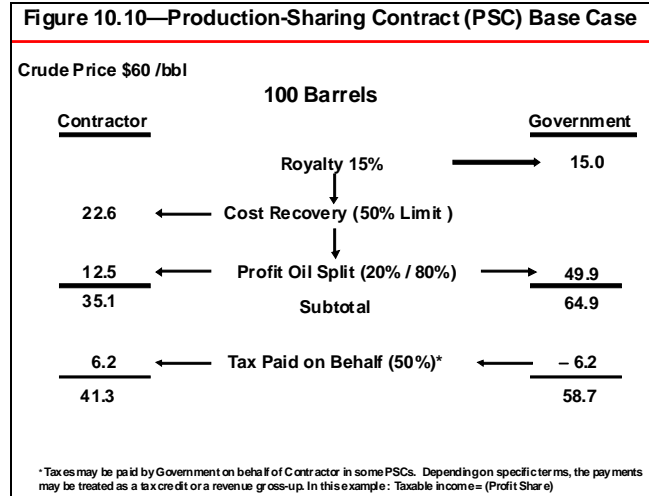 Figure 10.10—Production-Sharing Contract (PSC) Base Case
Crude Price $60 /bbl
100 Barrels
Contractor Government
Royalty 15% 15.0
22.6 Cost Recovery (50% Limit )
12.5 Profit Oil Split (20% / 80%) 49.9
35.1 Subtotal 64.9
6.2 Tax Paid on Behalf (50%)* – 6.2
41.3 58.7
*Taxes may be paid by Government on behalf of Contractor in some PSCs. Depending on specific terms, the payments
may be treated as a tax credit or a revenue gross-up. In this example: Taxable income = (Profit Share)